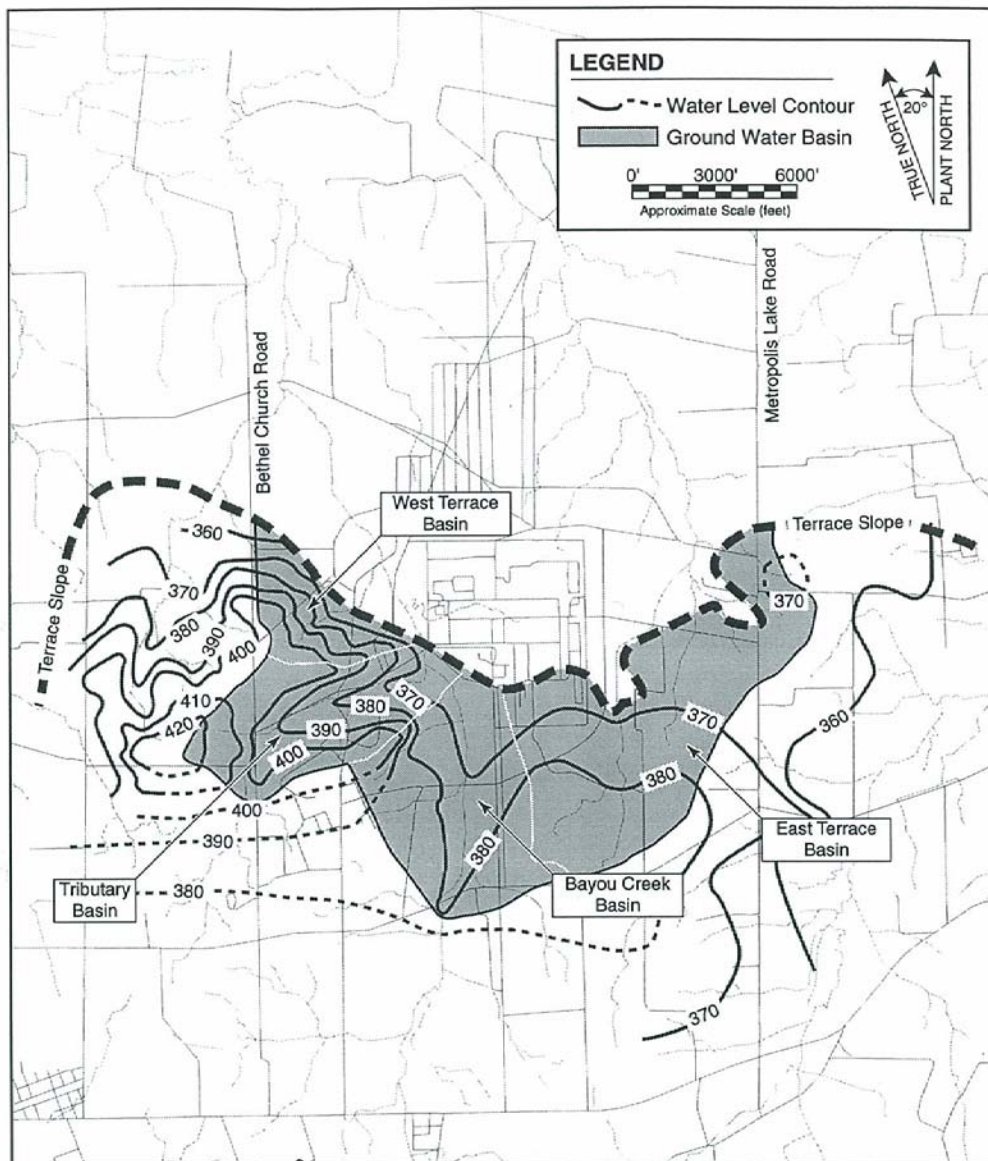 LEGEND
Water Level Contour
Ground Water Basin
0' 3000' 6000'
Approximate Scale (feet)
20°
TRUE NORTH
PLANT NORTH
Bethel Church Road
Metropolis Lake Road
West Terrace
Basin
Terrace Slope
Terrace Slope
360
370
380
390
400
410
420
370
380
390
400
370
370
380
380
360
400
390
380
370
East Terrace
Basin
Bayou Creek
Basin
Tributary
Basin